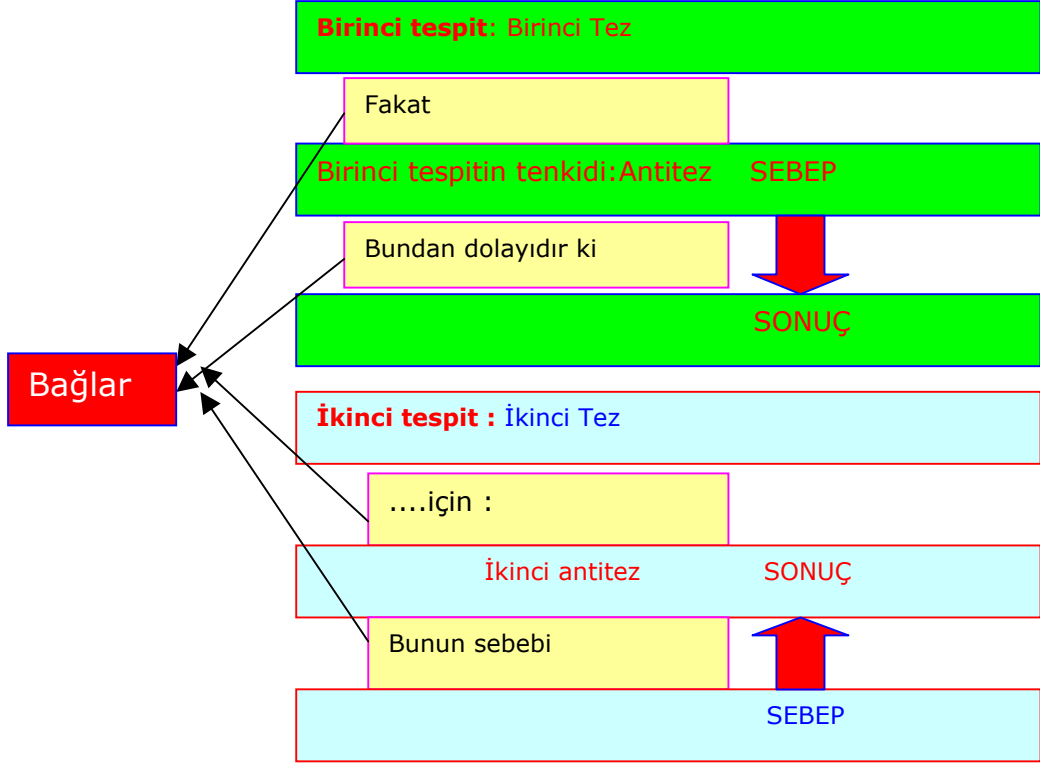 Birinci tespit: Birinci Tez
Fakat
Birinci tespitin tenkidi:Antitez SEBEP
Bundan dolayıdır ki
SONUÇ
Bağlar
İkinci tespit : İkinci Tez
....için :
İkinci antitez SONUÇ
Bunun sebebi
SEBEP